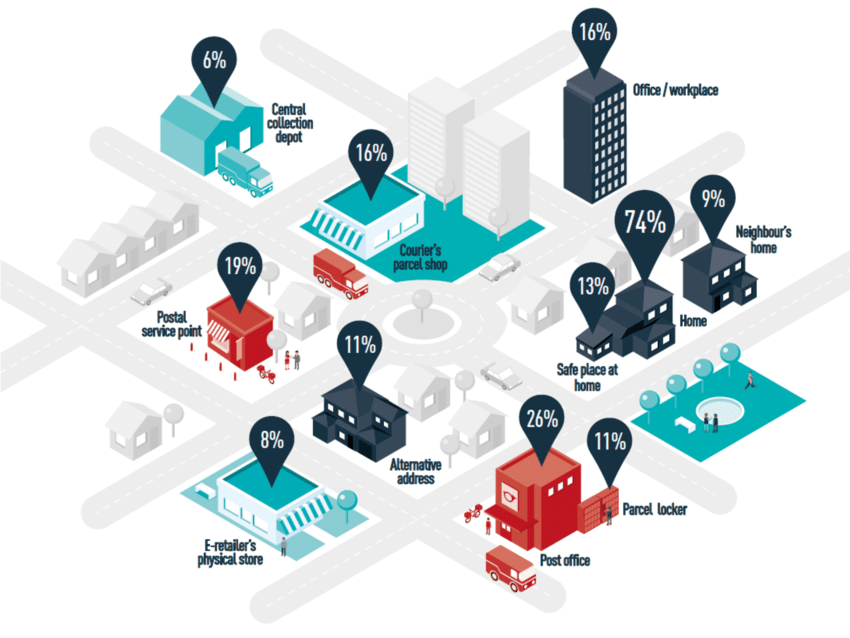 16%
Office / workplace
6%
Central
collection
depot
16%
Courier's
parcel shop
9%
Neighbour's
home
74%
Home
13%
Safe place at
home
19%
Postal
service point
11%
Alternative
address
26%
Post office
11%
Parcel locker
8%
E-retailer's
physical store